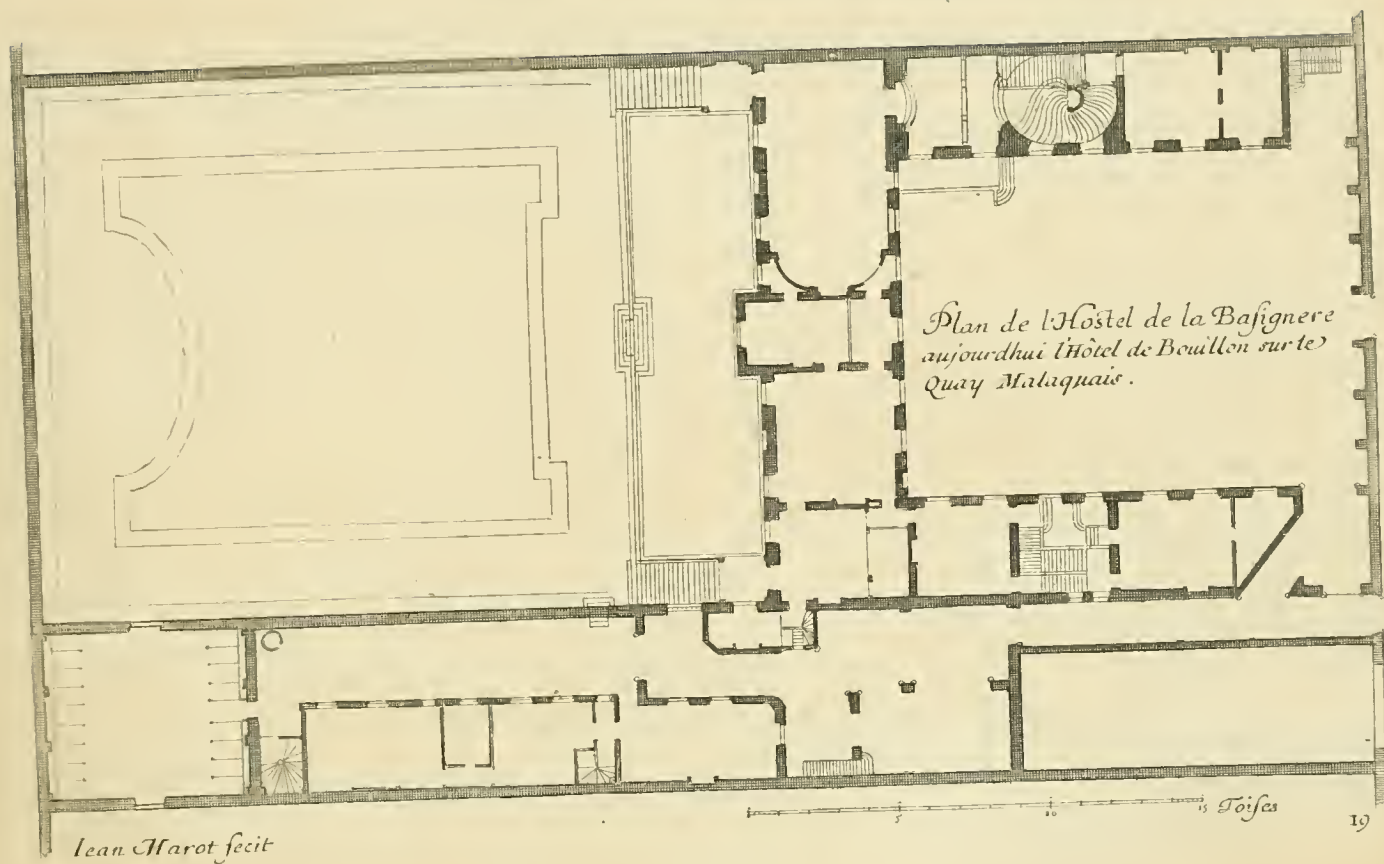 Plan de l'Hostel de la Basignere
aujourdhui l'Hôtel de Bouillon sur le
Quay Malaquais.
5 10 15 Toises
Iean Marot fecit
19